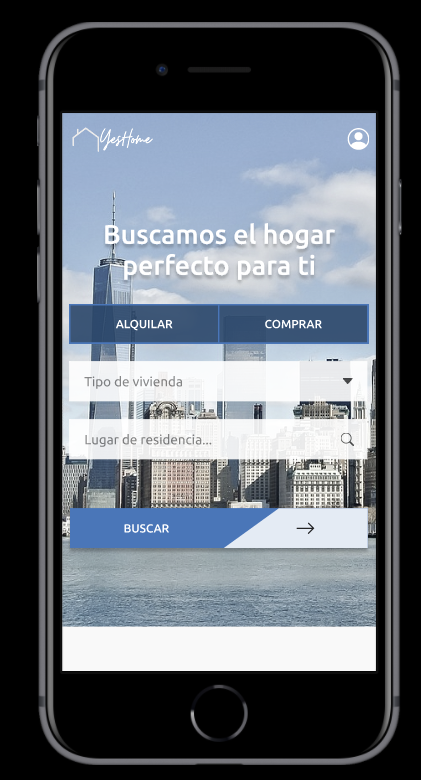 YesHome
Buscamos el hogar
perfecto para ti
ALQUILAR
COMPRAR
Tipo de vivienda
Lugar de residencia...
BUSCAR